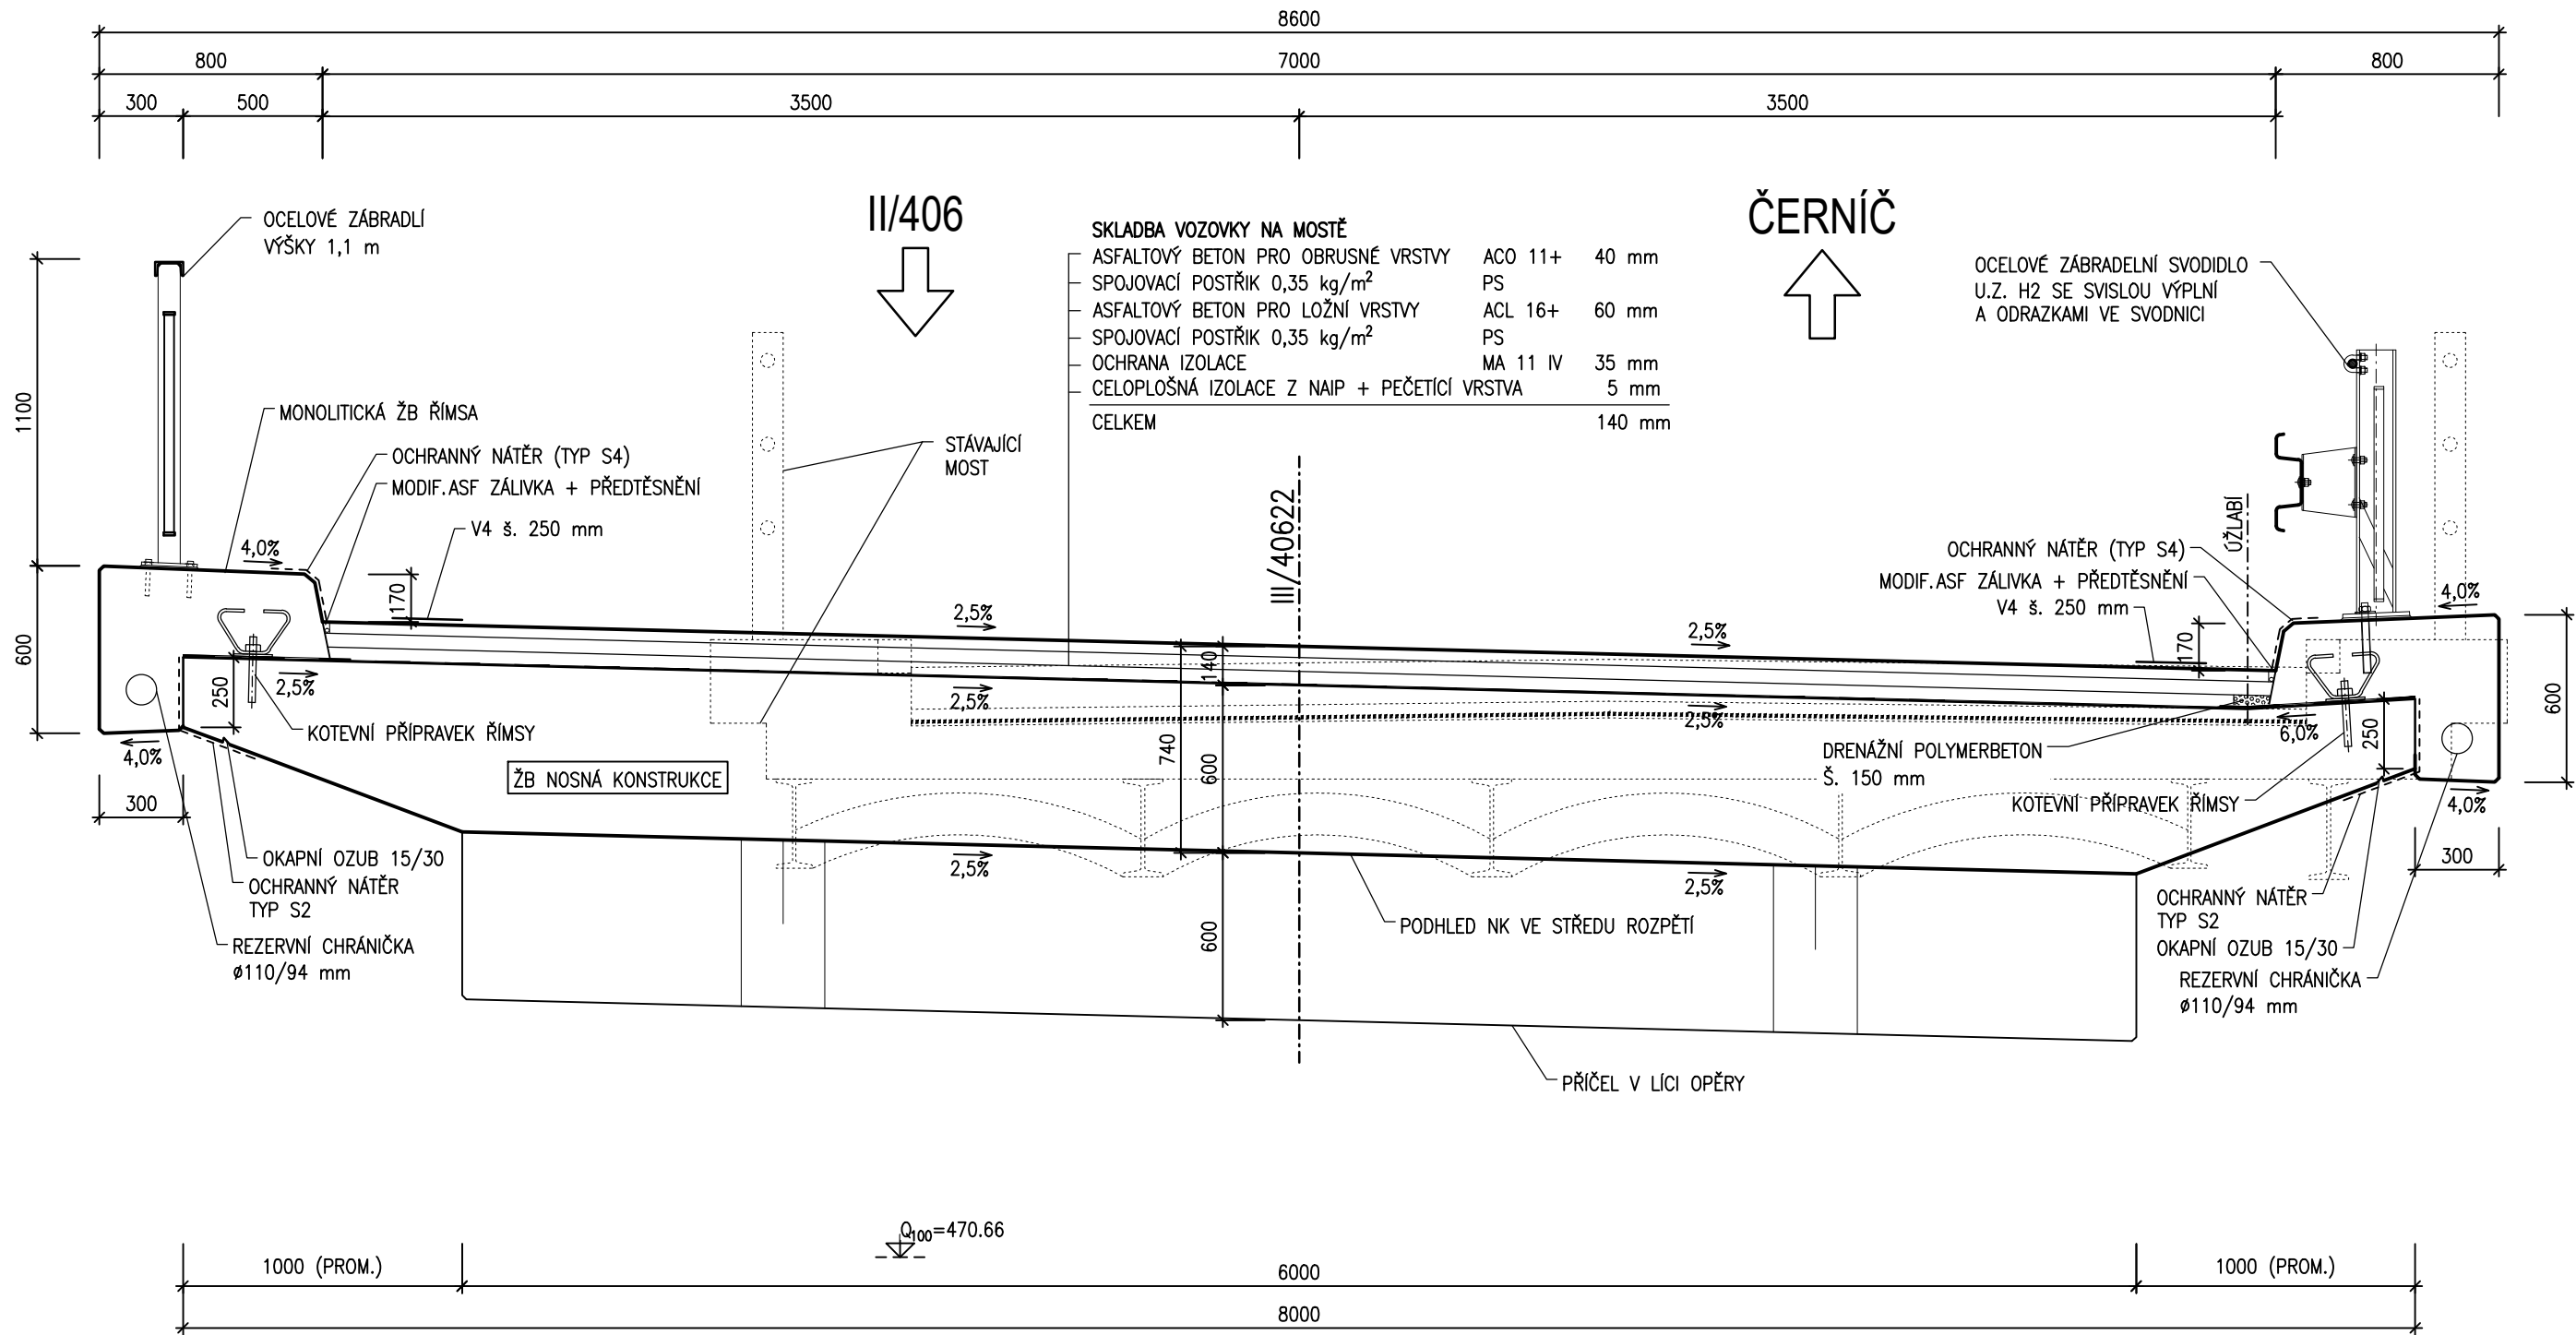 8600
800
7000
800
300
500
3500
3500
OCELOVÉ ZÁBRADLÍ
VÝŠKY 1,1 m
II/406
SKLADBA VOZOVKY NA MOSTĚ
ASFALTOVÝ BETON PRO OBRUSNÉ VRSTVY ACO 11+ 40 mm
SPOJOVACÍ POSTŘIK 0,35 kg/m² PS
ASFALTOVÝ BETON PRO LOŽNÍ VRSTVY ACL 16+ 60 mm
SPOJOVACÍ POSTŘIK 0,35 kg/m² PS
OCHRANA IZOLACE MA 11 IV 35 mm
CELOPLOŠNÁ IZOLACE Z NAIP + PEČETÍCÍ VRSTVA 5 mm
CELKEM 140 mm
ČERNÍČ
OCELOVÉ ZÁBRADELNÍ SVODIDLO
U.Z. H2 SE SVISLOU VÝPLNÍ
A ODRAZKAMI VE SVODNICI
1100
MONOLITICKÁ ŽB ŘÍMSA
OCHRANNÝ NÁTĚR (TYP S4)
MODIF.ASF ZÁLIVKA + PŘEDTĚSNĚNÍ
V4 š. 250 mm
STÁVAJÍCÍ
MOST
III/40622
ÚŽLABÍ
OCHRANNÝ NÁTĚR (TYP S4)
MODIF.ASF ZÁLIVKA + PŘEDTĚSNĚNÍ
V4 š. 250 mm
4,0%
170
2,5%
2,5%
170
4,0%
600
250
2,5%
KOTEVNÍ PŘÍPRAVEK ŘÍMSY
4,0%
2,5%
140
740
600
2,5%
6,0%
250
600
ŽB NOSNÁ KONSTRUKCE
DRENÁŽNÍ POLYMERBETON
Š. 150 mm
KOTEVNÍ PŘÍPRAVEK ŘÍMSY
4,0%
300
300
OKAPNÍ OZUB 15/30
OCHRANNÝ NÁTĚR
TYP S2
REZERVNÍ CHRÁNIČKA
ø110/94 mm
2,5%
2,5%
600
PODHLED NK VE STŘEDU ROZPĚTÍ
OCHRANNÝ NÁTĚR
TYP S2
OKAPNÍ OZUB 15/30
REZERVNÍ CHRÁNIČKA
ø110/94 mm
PŘÍČEL V LÍCI OPĚRY
Q100=470.66
1000 (PROM.)
6000
1000 (PROM.)
8000